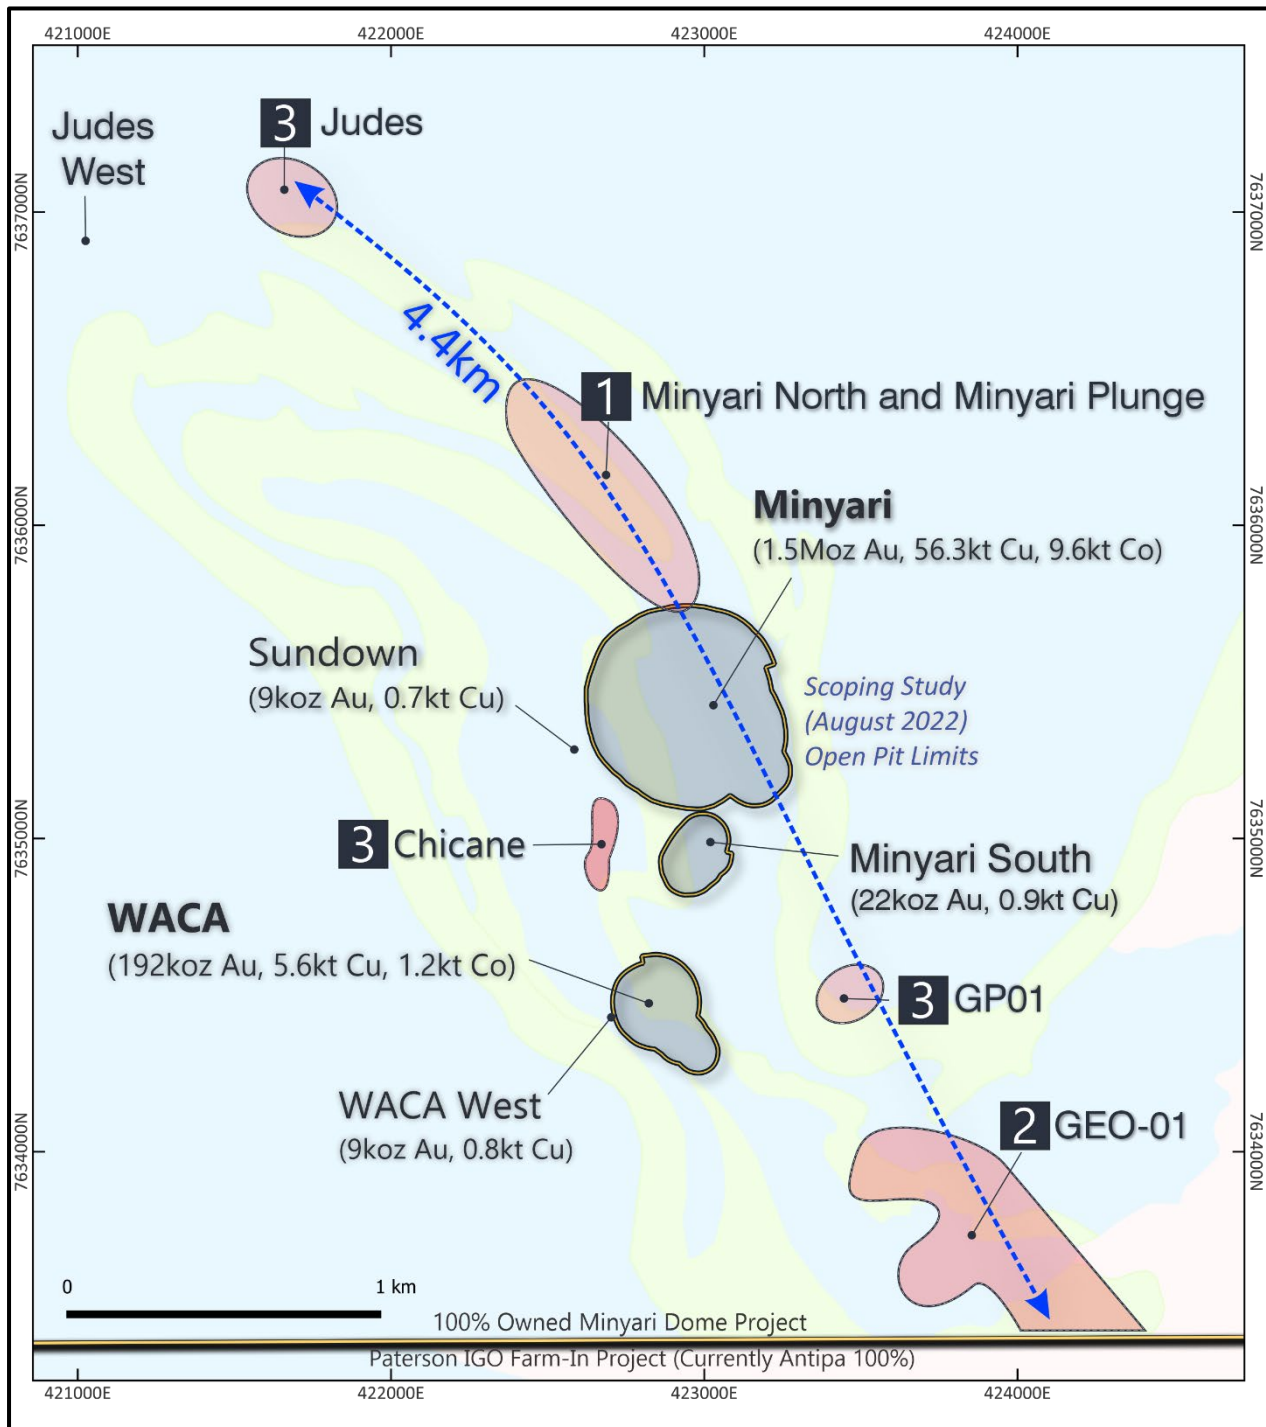 421000E
422000E
423000E
424000E
Judes
West
3 Judes
7637000N
7637000N
4.4km
1 Minyari North and Minyari Plunge
Minyari
(1.5Moz Au, 56.3kt Cu, 9.6kt Co)
7636000N
7636000N
Sundown
(9koz Au, 0.7kt Cu)
Scoping Study
(August 2022)
Open Pit Limits
3 Chicane
7635000N
7635000N
Minyari South
(22koz Au, 0.9kt Cu)
WACA
(192koz Au, 5.6kt Cu, 1.2kt Co)
3 GP01
WACA West
(9koz Au, 0.8kt Cu)
2 GEO-01
7634000N
7634000N
0
1 km
100% Owned Minyari Dome Project
Paterson IGO Farm-In Project (Currently Antipa 100%)
421000E
422000E
423000E
424000E